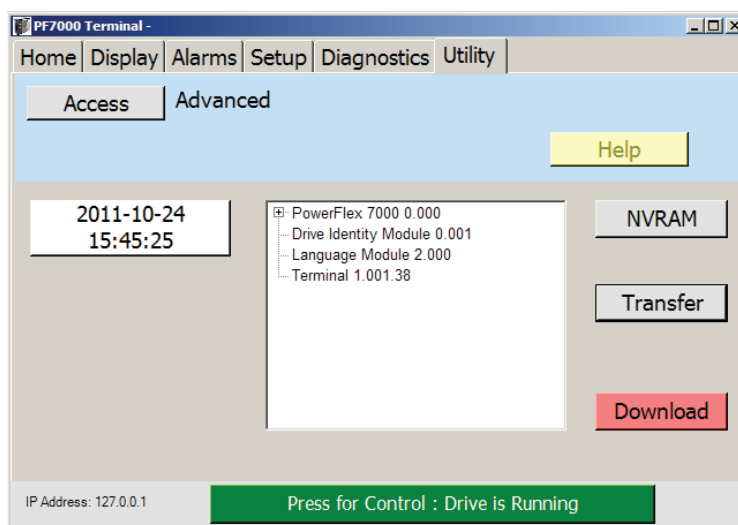 PF7000 Terminal -
Home Display Alarms Setup Diagnostics Utility
Access Advanced
Help
2011-10-24
15:45:25
PowerFlex 7000 0.000
Drive Identity Module 0.001
Language Module 2.000
Terminal 1.001.38
NVRAM
Transfer
Download
IP Address: 127.0.0.1
Press for Control : Drive is Running